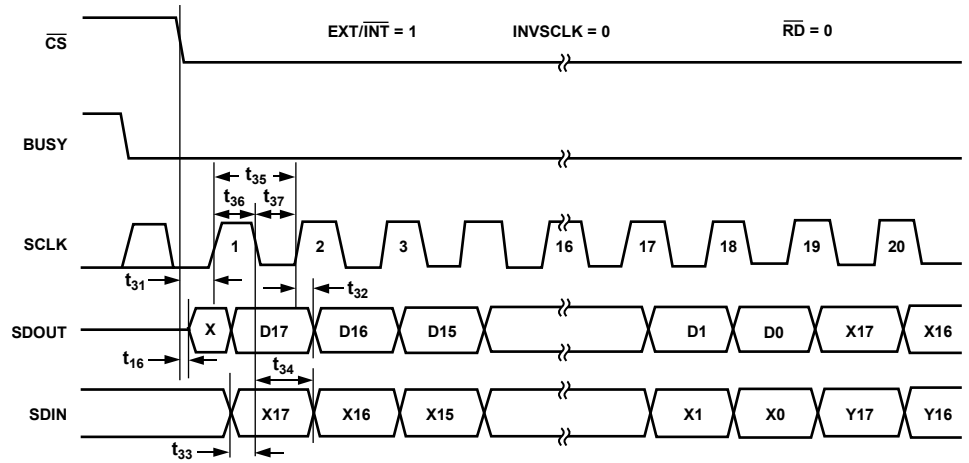 EXT/INT = 1 INVSCLK = 0 RD = 0
CS
BUSY
t35
t36 t37
SCLK 1 2 3 16 17 18 19 20
t31 t32
SDOUT X D17 D16 D15 D1 D0 X17 X16
t16 t34
SDIN X17 X16 X15 X1 X0 Y17 Y16
t33